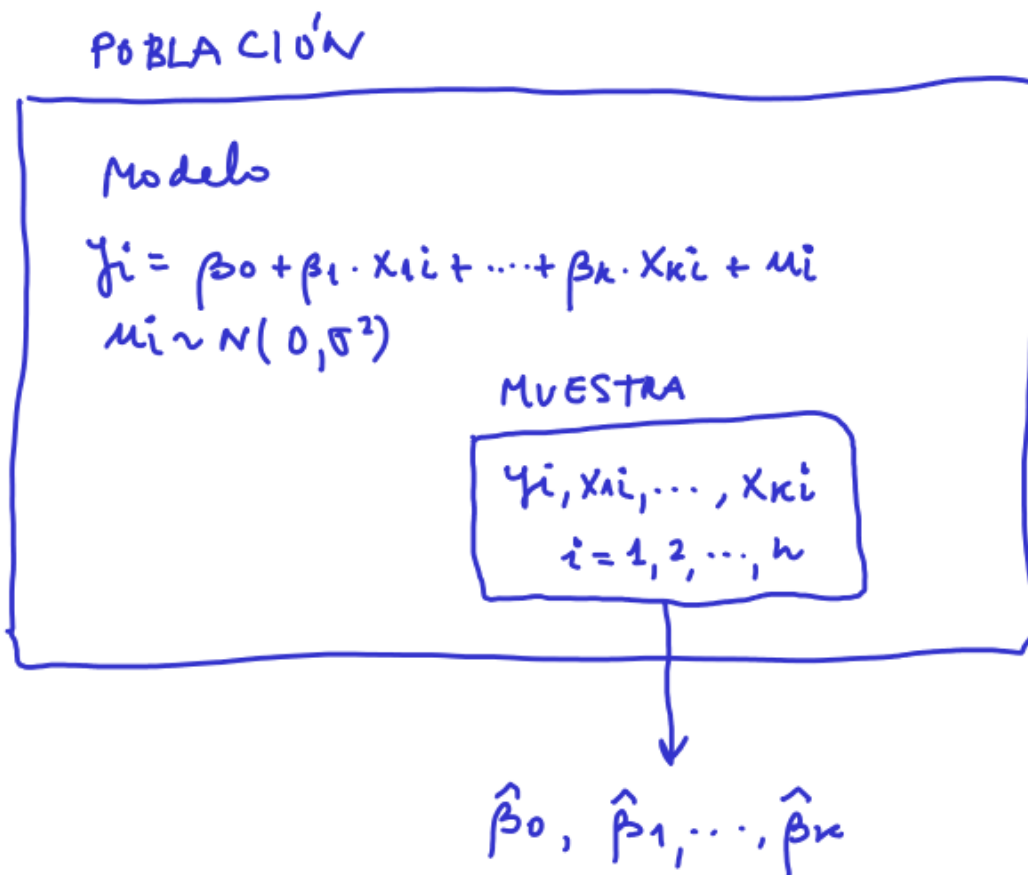 POBLACIÓN
Modelo
yi = β0 + β1 · x1i + ····· + βk · xki + ui
ui ~ N(0, σ²)
MUESTRA
yi, x1i, ..., xki
i = 1, 2, ..., n
β̂0, β̂1, ..., β̂k